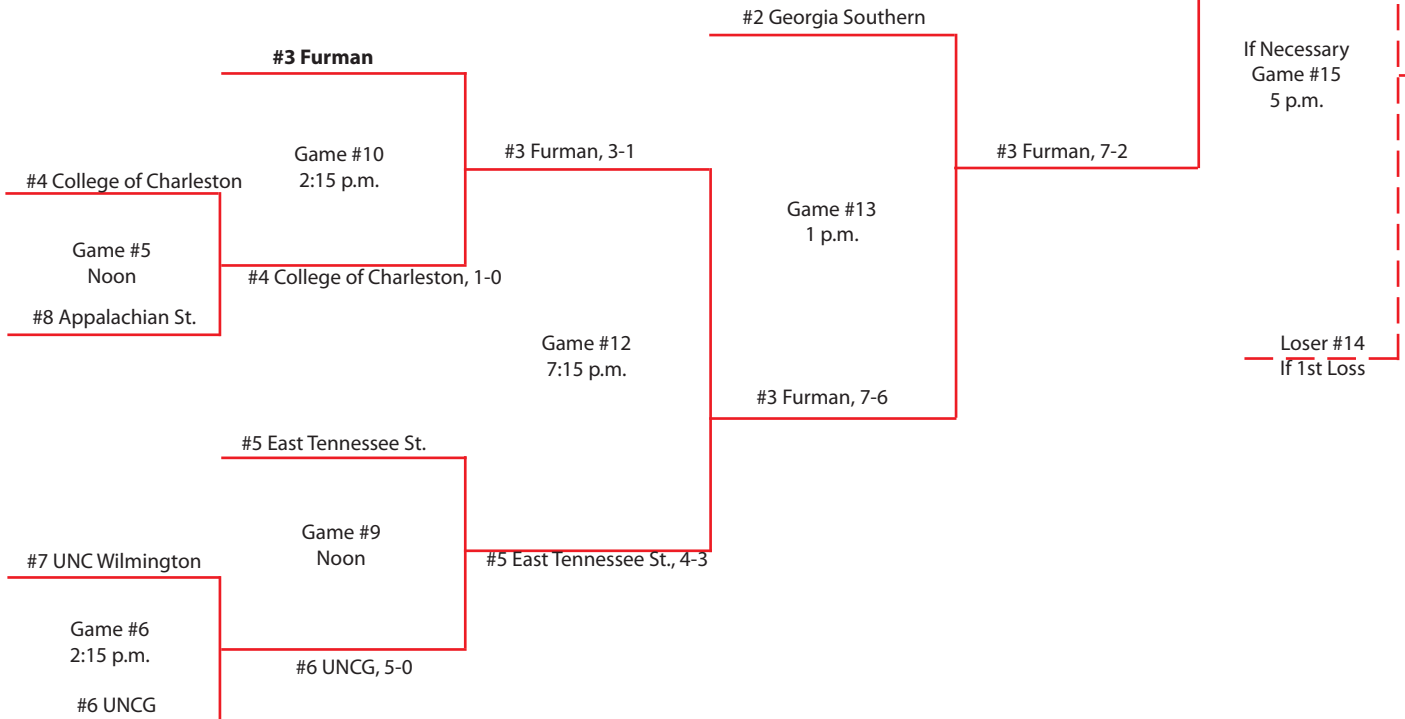 #2 Georgia Southern
#3 Furman
If Necessary
Game #15
5 p.m.
Game #10
2:15 p.m.
#3 Furman, 3-1
#3 Furman, 7-2
#4 College of Charleston
Game #13
1 p.m.
Game #5
Noon
#4 College of Charleston, 1-0
#8 Appalachian St.
Game #12
7:15 p.m.
Loser #14
If 1st Loss
#3 Furman, 7-6
#5 East Tennessee St.
Game #9
Noon
#7 UNC Wilmington
#5 East Tennessee St., 4-3
Game #6
2:15 p.m.
#6 UNCG, 5-0
#6 UNCG